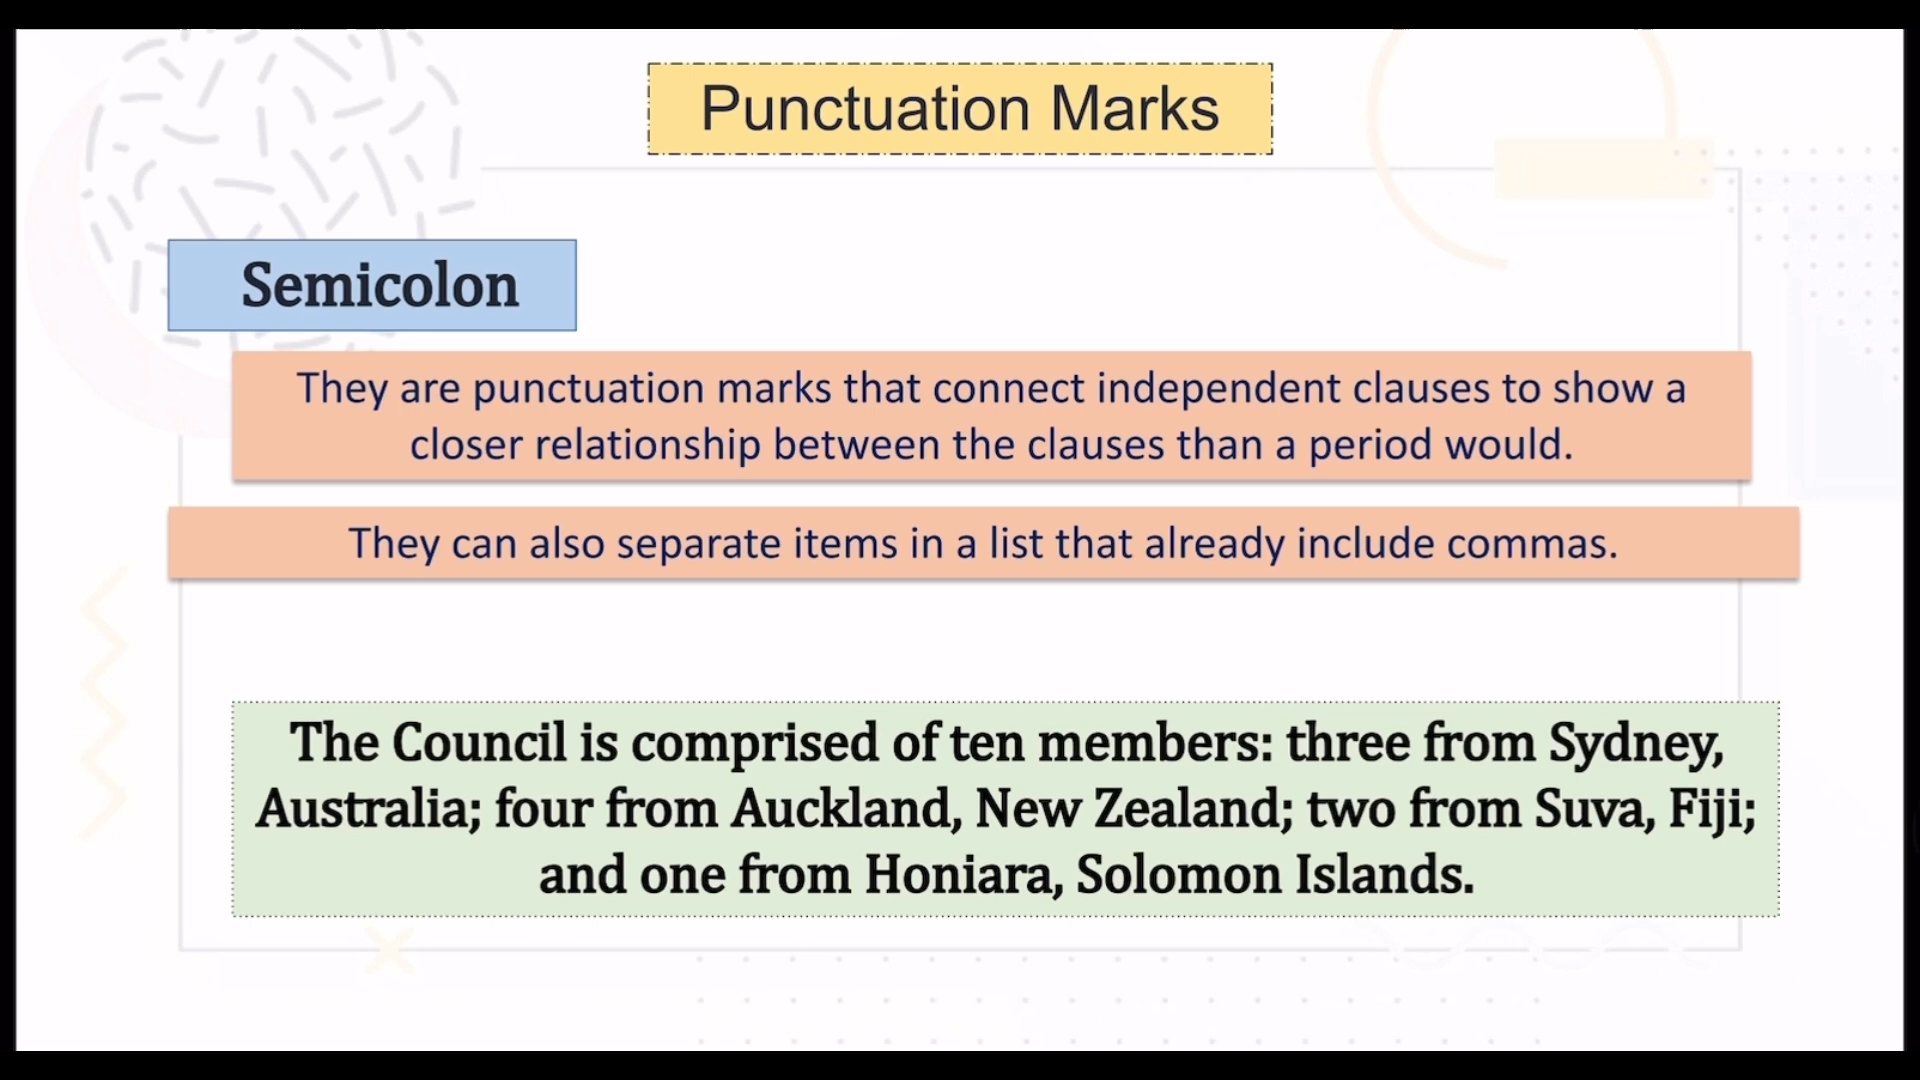 Punctuation Marks
Semicolon
They are punctuation marks that connect independent clauses to show a
closer relationship between the clauses than a period would.
They can also separate items in a list that already include commas.
The Council is comprised of ten members: three from Sydney,
Australia; four from Auckland, New Zealand; two from Suva, Fiji;
and one from Honiara, Solomon Islands.